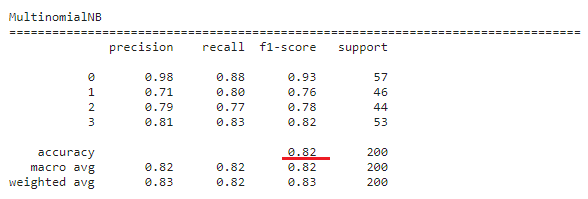 MultinomialNB
================================================================================
precision recall f1-score support
0 0.98 0.88 0.93 57
1 0.71 0.80 0.76 46
2 0.79 0.77 0.78 44
3 0.81 0.83 0.82 53
accuracy 0.82 200
macro avg 0.82 0.82 0.82 200
weighted avg 0.83 0.82 0.83 200